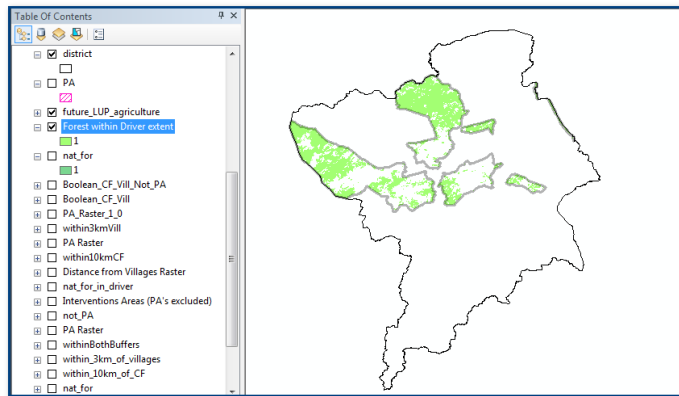 Table Of Contents
district
PA
future_LUP_agriculture
Forest within Driver extent
1
nat_for
1
Boolean_CF_Vill_Not_PA
Boolean_CF_Vill
PA_Raster_1_0
within3kmVill
PA Raster
within10kmCF
Distance from Villages Raster
nat_for_in_driver
Interventions Areas (PA's excluded)
not_PA
PA Raster
withinBothBuffers
within_3km_of_villages
within_10km_of_CF
nat_for